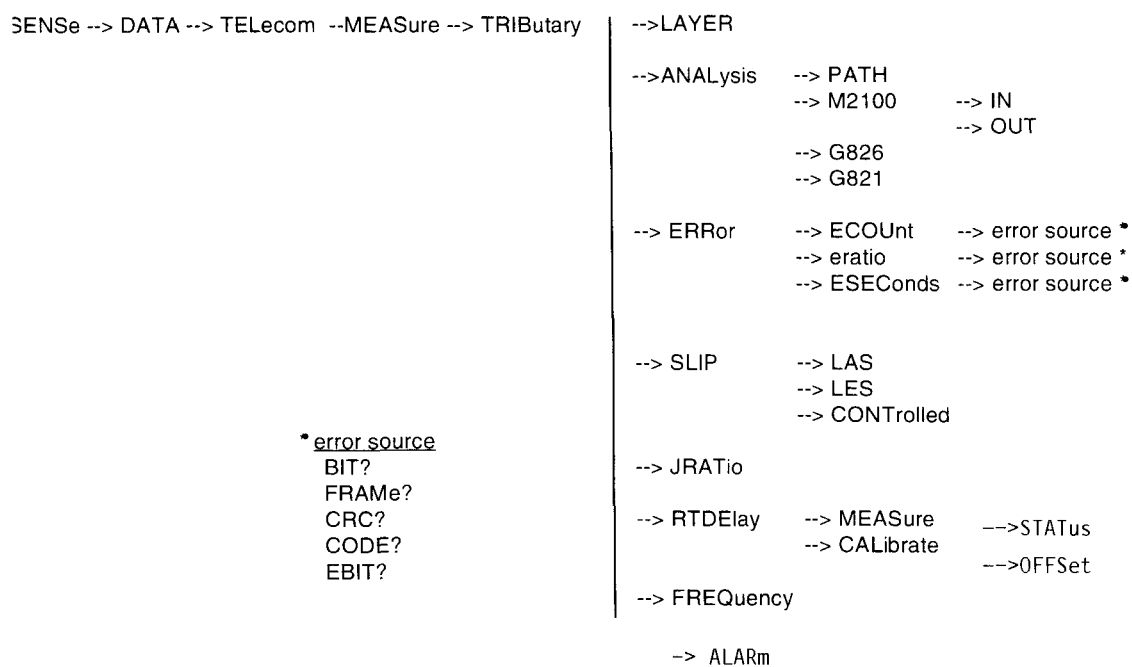 SENSe --> DATA --> TELecom --MEASure --> TRIButary -->LAYER
-->ANALysis --> PATH
--> M2100 --> IN
--> OUT
--> G826
--> G821
--> ERRor --> ECOUnt --> error source *
--> eratio --> error source *
--> ESEConds --> error source *
--> SLIP --> LAS
--> LES
--> CONTrolled
* error source
BIT?
--> JRATio
FRAMe?
CRC?
--> RTDElay --> MEASure -->STATus
CODE?
--> CALibrate
EBIT?
-->OFFSet
--> FREQuency
-> ALARm